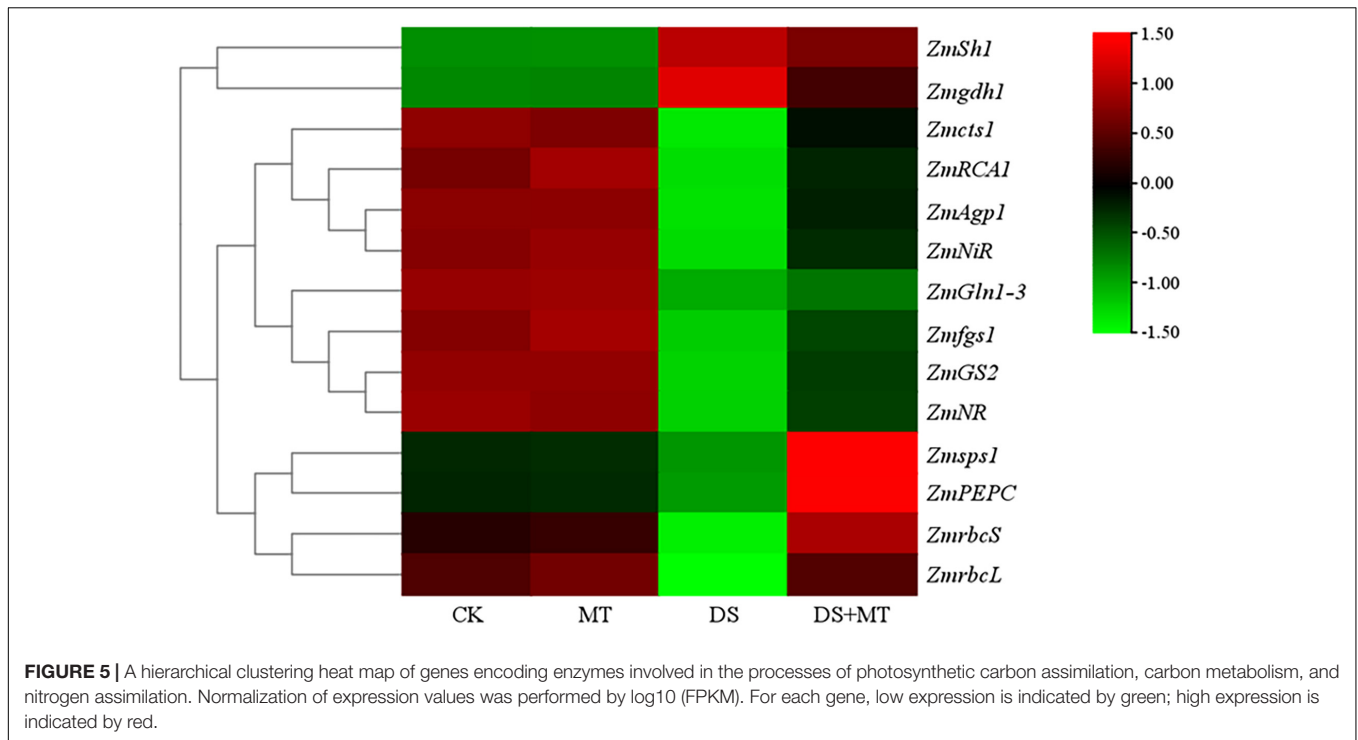 ZmSh1
Zmgdh1
Zmcts1
ZmRCA1
ZmAgp1
ZmNiR
ZmGln1-3
Zmfgs1
ZmGS2
ZmNR
Zmsps1
ZmPEPC
ZmrbcS
ZmrbcL
CK MT DS DS+MT
1.50
1.00
0.50
0.00
-0.50
-1.00
-1.50
FIGURE 5 | A hierarchical clustering heat map of genes encoding enzymes involved in the processes of photosynthetic carbon assimilation, carbon metabolism, and
nitrogen assimilation. Normalization of expression values was performed by log10 (FPKM). For each gene, low expression is indicated by green; high expression is
indicated by red.